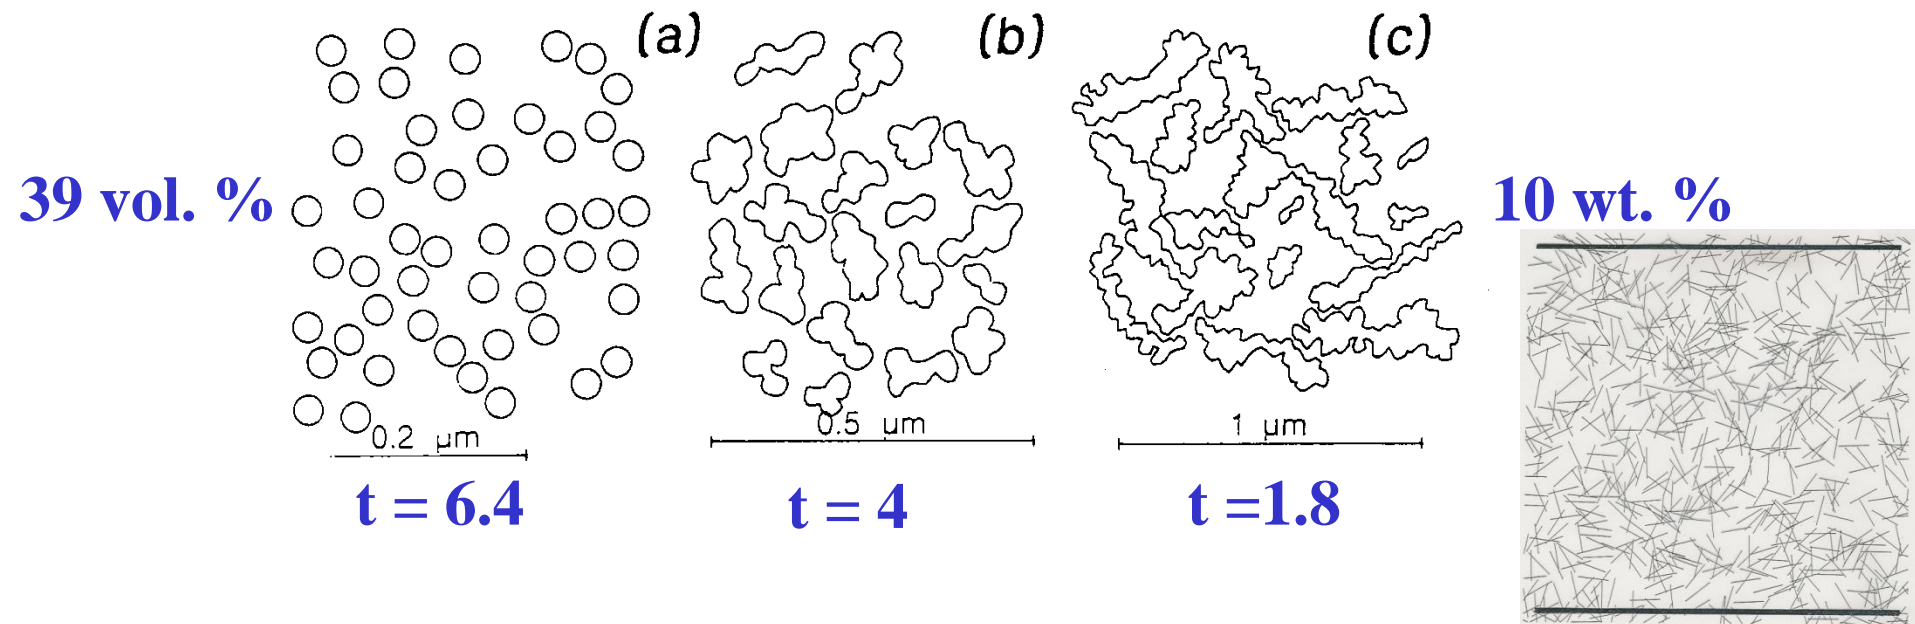 (a)
(b)
(c)
39 vol. %
10 wt. %
0.2 μm
0.5 μm
1 μm
t = 6.4
t = 4
t =1.8